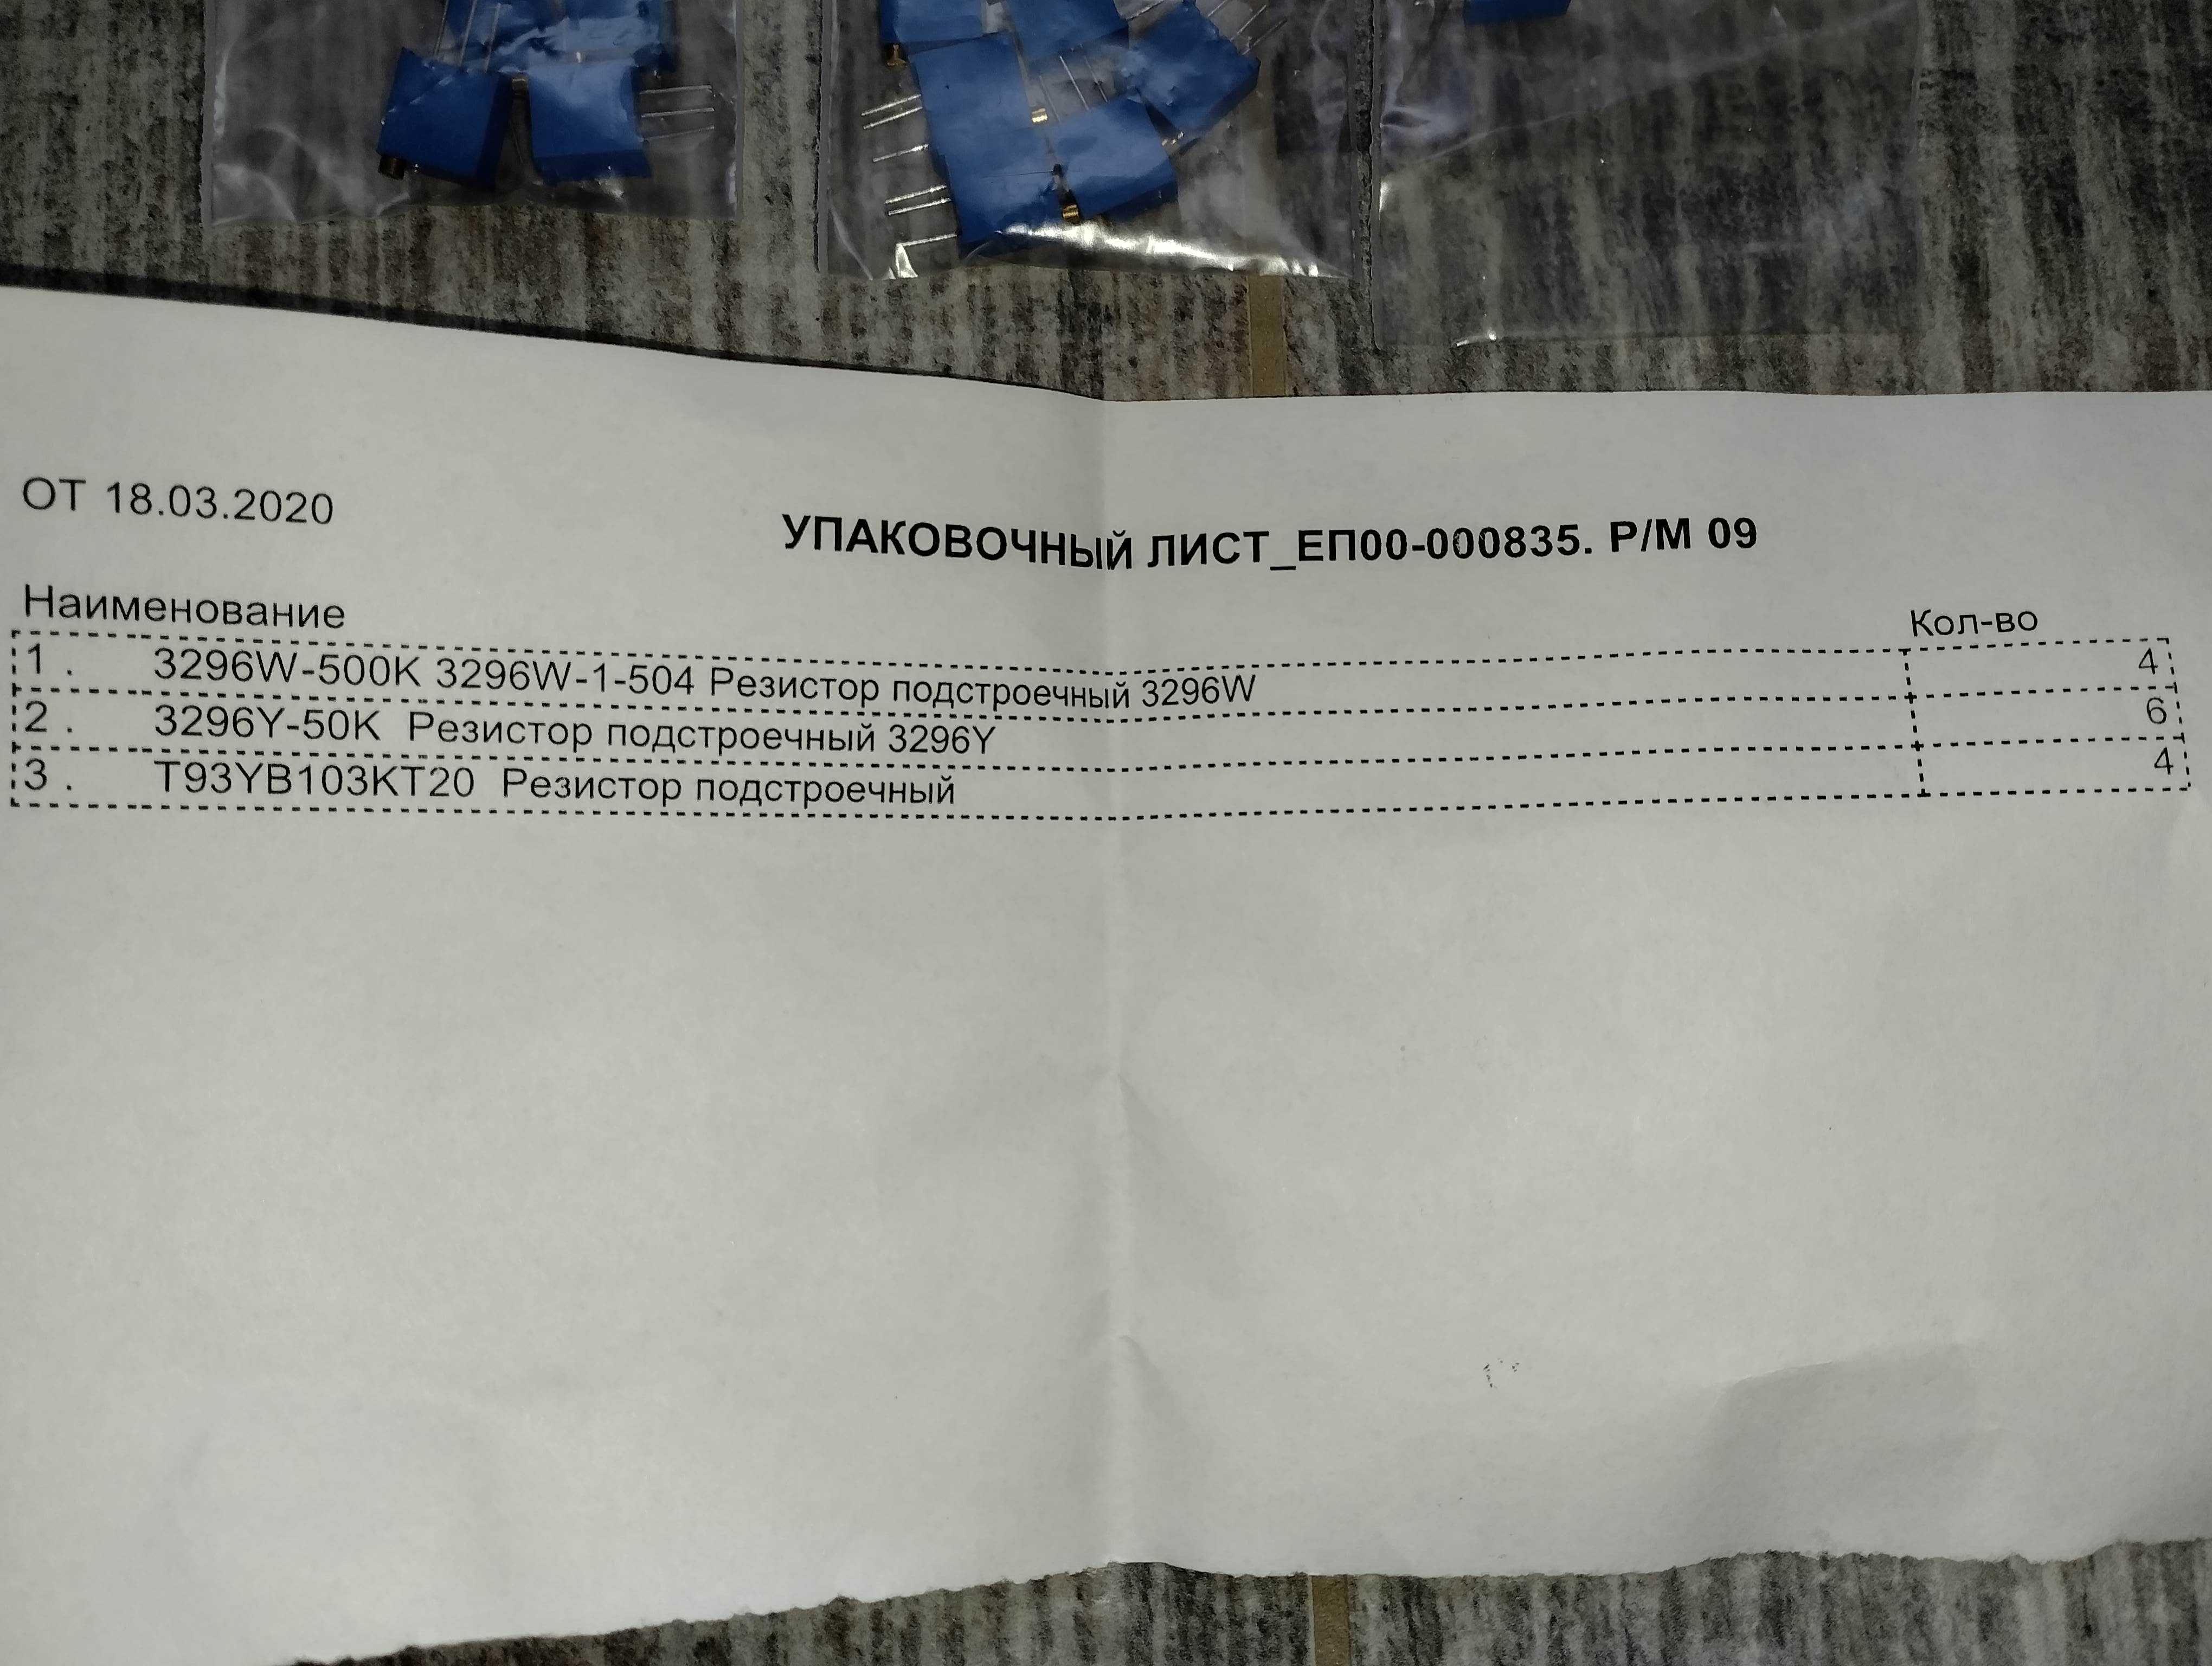 ОТ 18.03.2020
УПАКОВОЧНЫЙ ЛИСТ_ЕП00-000835. Р/М 09
Наименование Кол-во
1 . 3296W-500K 3296W-1-504 Резистор подстроечный 3296W 4
2 . 3296Y-50K Резистор подстроечный 3296Y 6
3 . T93YB103KT20 Резистор подстроечный 4